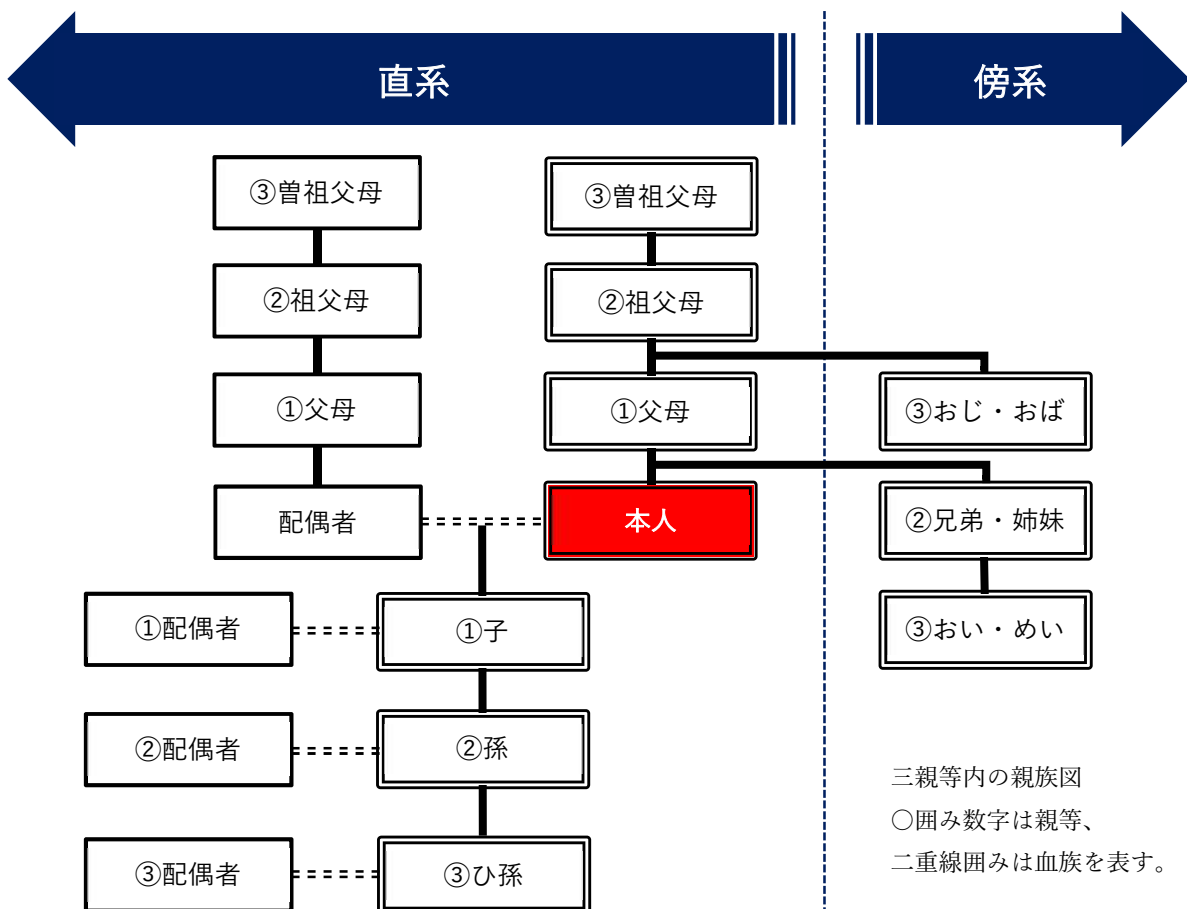 直系
傍系
③曽祖父母
③曽祖父母
②祖父母
②祖父母
①父母
①父母
③おじ・おば
配偶者
本人
②兄弟・姉妹
①配偶者
①子
③おい・めい
②配偶者
②孫
③配偶者
③ひ孫
三親等内の親族図
〇囲み数字は親等、
二重線囲みは血族を表す。